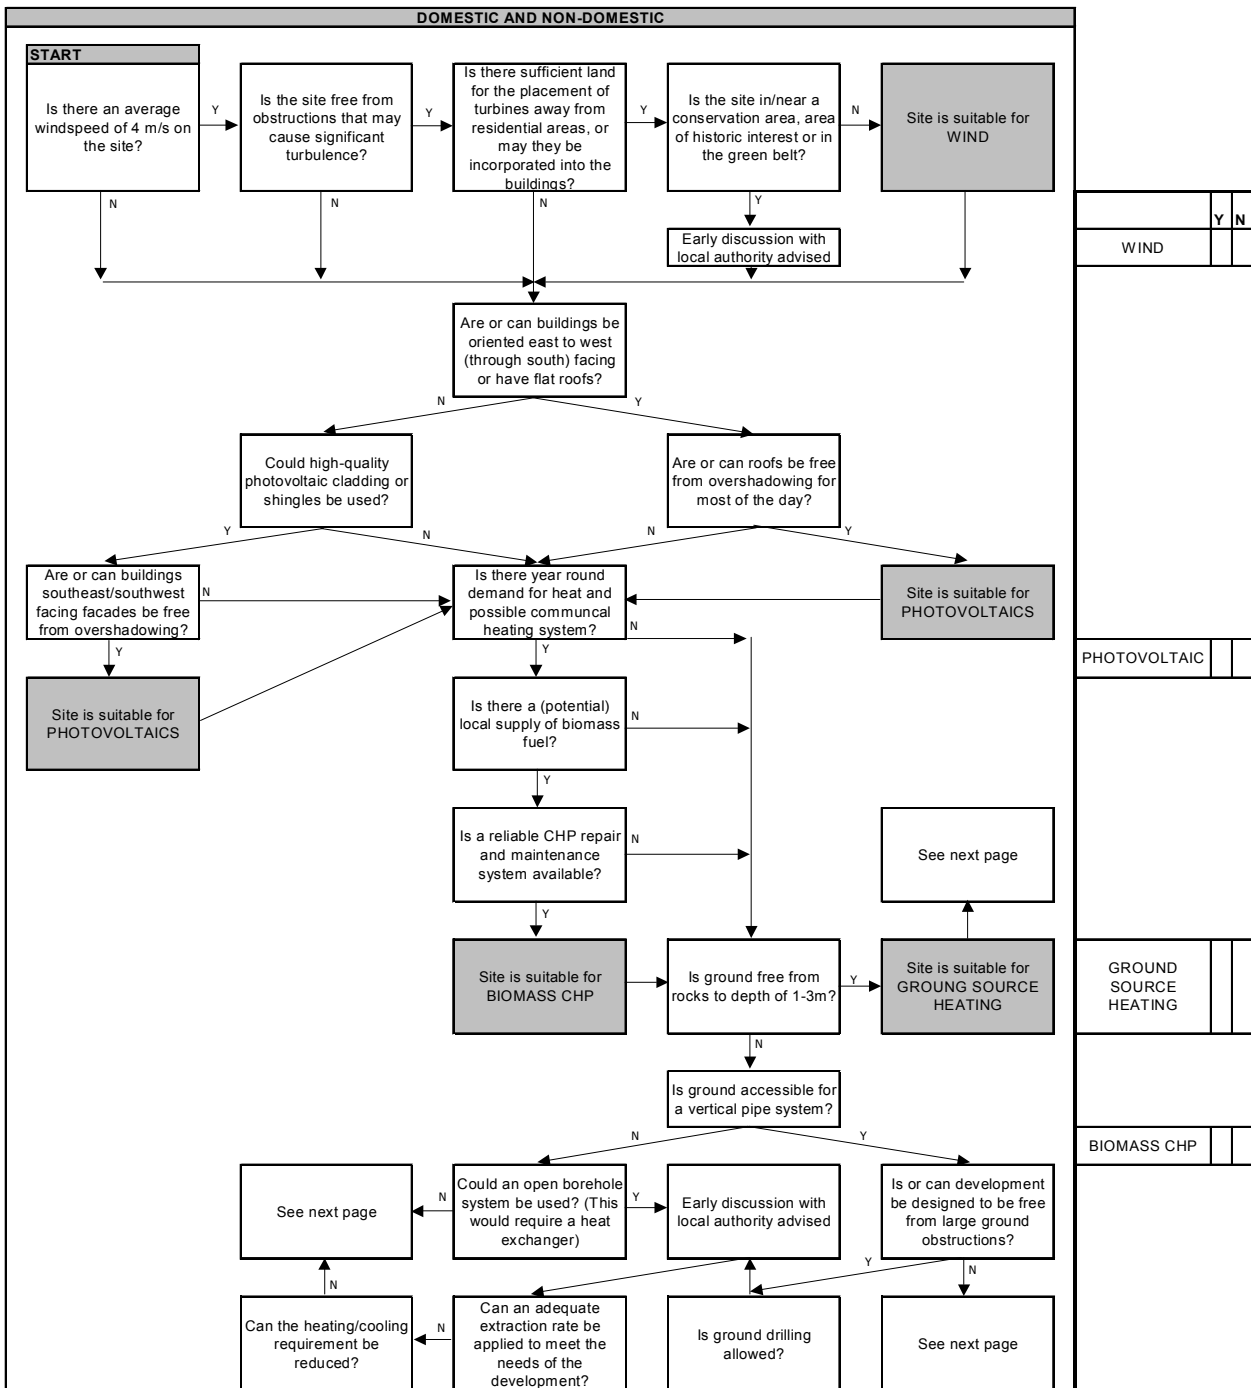 DOMESTIC AND NON-DOMESTIC
START
Is there an average
windspeed of 4 m/s on
the site?
Y
Is the site free from
obstructions that may
cause significant
turbulence?
Y
Is there sufficient land
for the placement of
turbines away from
residential areas, or
may they be
incorporated into the
buildings?
Y
Is the site in/near a
conservation area, area
of historic interest or in
the green belt?
N
Site is suitable for
WIND
N
N
N
Y
Early discussion with
local authority advised
Y N
WIND
Are or can buildings be
oriented east to west
(through south) facing
or have flat roofs?
N
Y
Could high-quality
photovoltaic cladding or
shingles be used?
Are or can roofs be free
from overshadowing for
most of the day?
Y
N
N
Y
Are or can buildings
southeast/southwest
facing facades be free
from overshadowing?
N
Is there year round
demand for heat and
possible communcal
heating system?
N
Site is suitable for
PHOTOVOLTAICS
Y
Y
PHOTOVOLTAIC
Site is suitable for
PHOTOVOLTAICS
Is there a (potential)
local supply of biomass
fuel?
N
Y
Is a reliable CHP repair
and maintenance
system available?
N
See next page
Y
Site is suitable for
BIOMASS CHP
Is ground free from
rocks to depth of 1-3m?
Y
Site is suitable for
GROUNG SOURCE
HEATING
GROUND
SOURCE
HEATING
N
Is ground accessible for
a vertical pipe system?
N
Y
BIOMASS CHP
See next page
N
Could an open borehole
system be used? (This
would require a heat
exchanger)
Y
Early discussion with
local authority advised
Is or can development
be designed to be free
from large ground
obstructions?
N
Y
N
Can the heating/cooling
requirement be
reduced?
N
Can an adequate
extraction rate be
applied to meet the
needs of the
development?
Is ground drilling
allowed?
See next page